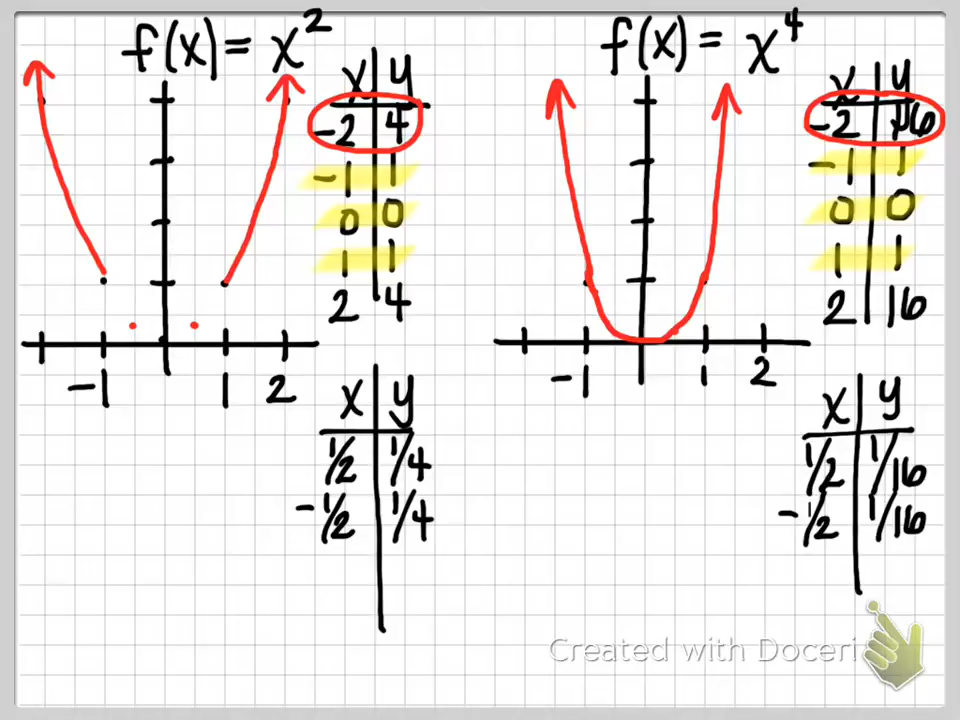 f(x) = x²
x y
-2 4
-1 1
0 0
1 1
2 4
-1 1 2
x y
1/2 1/4
-1/2 1/4
f(x) = x⁴
x y
-2 16
-1 1
0 0
1 1
2 16
-1 1 2
x y
1/2 1/16
-1/2 1/16
Created with Doceri